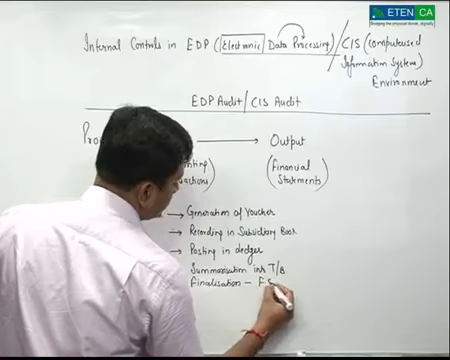 ETEN CA
Internal Controls in EDP (Electronic Data Processing) / CIS (Computerised
Information System)
Environment
EDP Audit / CIS Audit
Output
(Financial
Statements)
→ Generation of Voucher
→ Recording in Subsidiary Book
→ Posting in Ledger
Summarisation into T/B
Finalisation - F.S